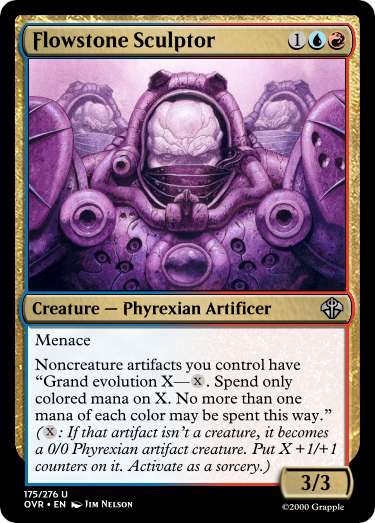 Flowstone Sculptor 1
Creature — Phyrexian Artificer
Menace
Noncreature artifacts you control have
“Grand evolution X—X. Spend only
colored mana on X. No more than one
mana of each color may be spent this way.”
(X: If that artifact isn’t a creature, it becomes
a 0/0 Phyrexian artifact creature. Put X +1/+1
counters on it. Activate as a sorcery.)
3/3
175/276 U
OVR • EN Jim Nelson
©2000 Grapple